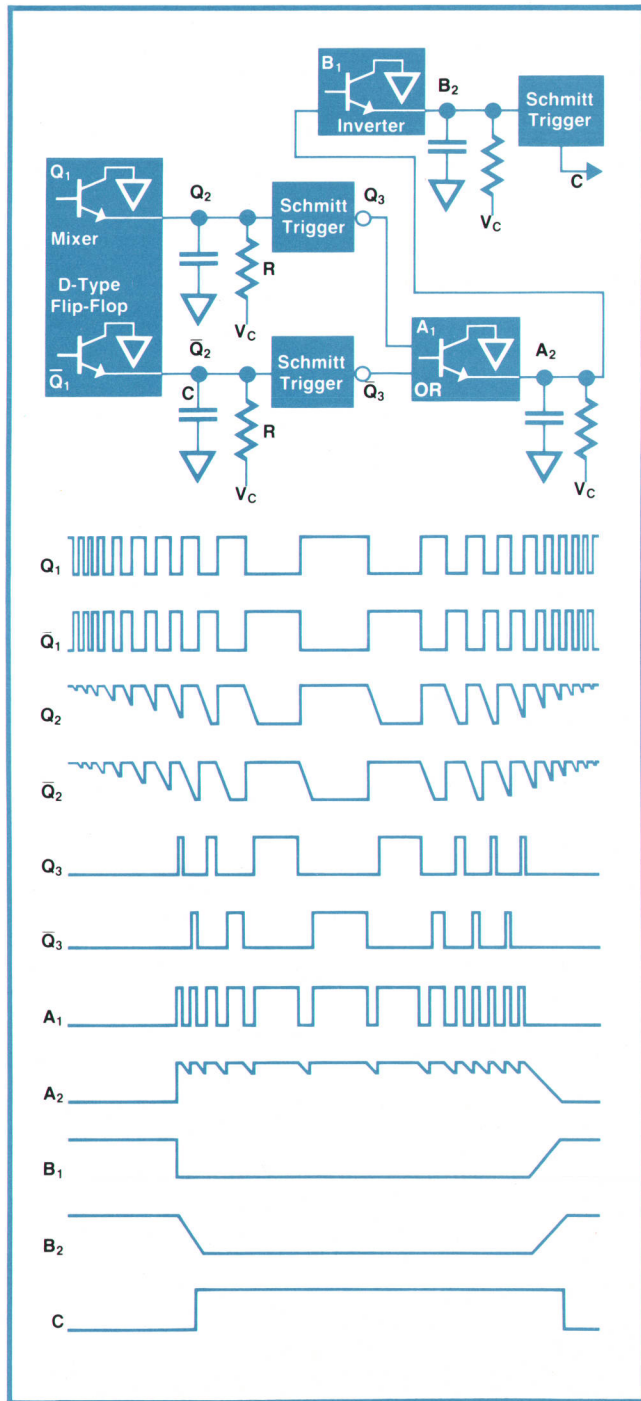 B₁
Inverter
B₂
Schmitt
Trigger
C
V_C
Q₁
Mixer
D-Type
Flip-Flop
Q̅₁
Q₂
Schmitt
Trigger
Q₃
R
V_C
Q̅₂
C
Schmitt
Trigger
Q̅₃
R
V_C
A₁
OR
A₂
V_C
Q₁
Q̅₁
Q₂
Q̅₂
Q₃
Q̅₃
A₁
A₂
B₁
B₂
C